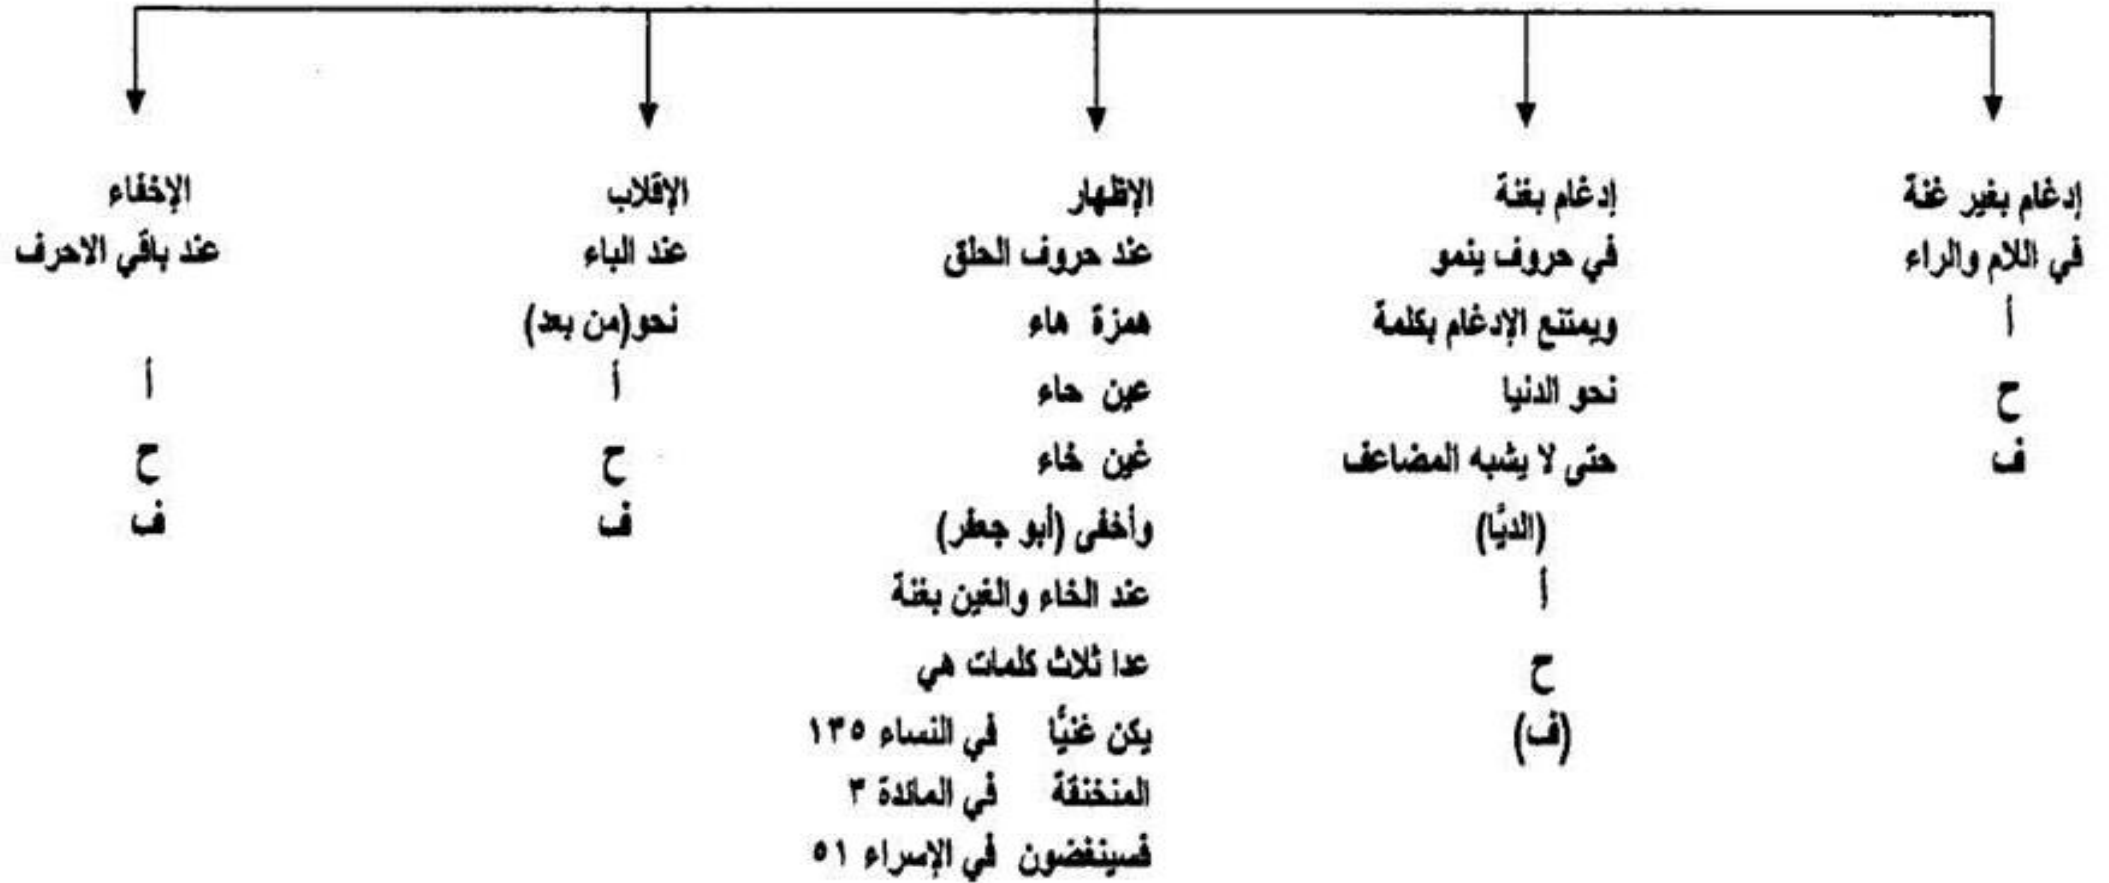 إدغام بغير غنة
في اللام والراء
أ
ح
ف
إدغام بغنة
في حروف ينمو
ويمتنع الإدغام بكلمة
نحو الدنيا
حتى لا يشبه المضاعف
(الديَّا)
أ
ح
(ف)
الإظهار
عند حروف الحلق
همزة هاء
عين حاء
غين خاء
وأخفى (أبو جعفر)
عند الخاء والغين بغنة
عدا ثلاث كلمات هي
يكن غنيًّا في النساء ١٣٥
المنخنقة في المائدة ٣
فسينغضون في الإسراء ٥١
الإقلاب
عند الباء
نحو(من بعد)
أ
ح
ف
الإخفاء
عند باقي الاحرف
أ
ح
ف